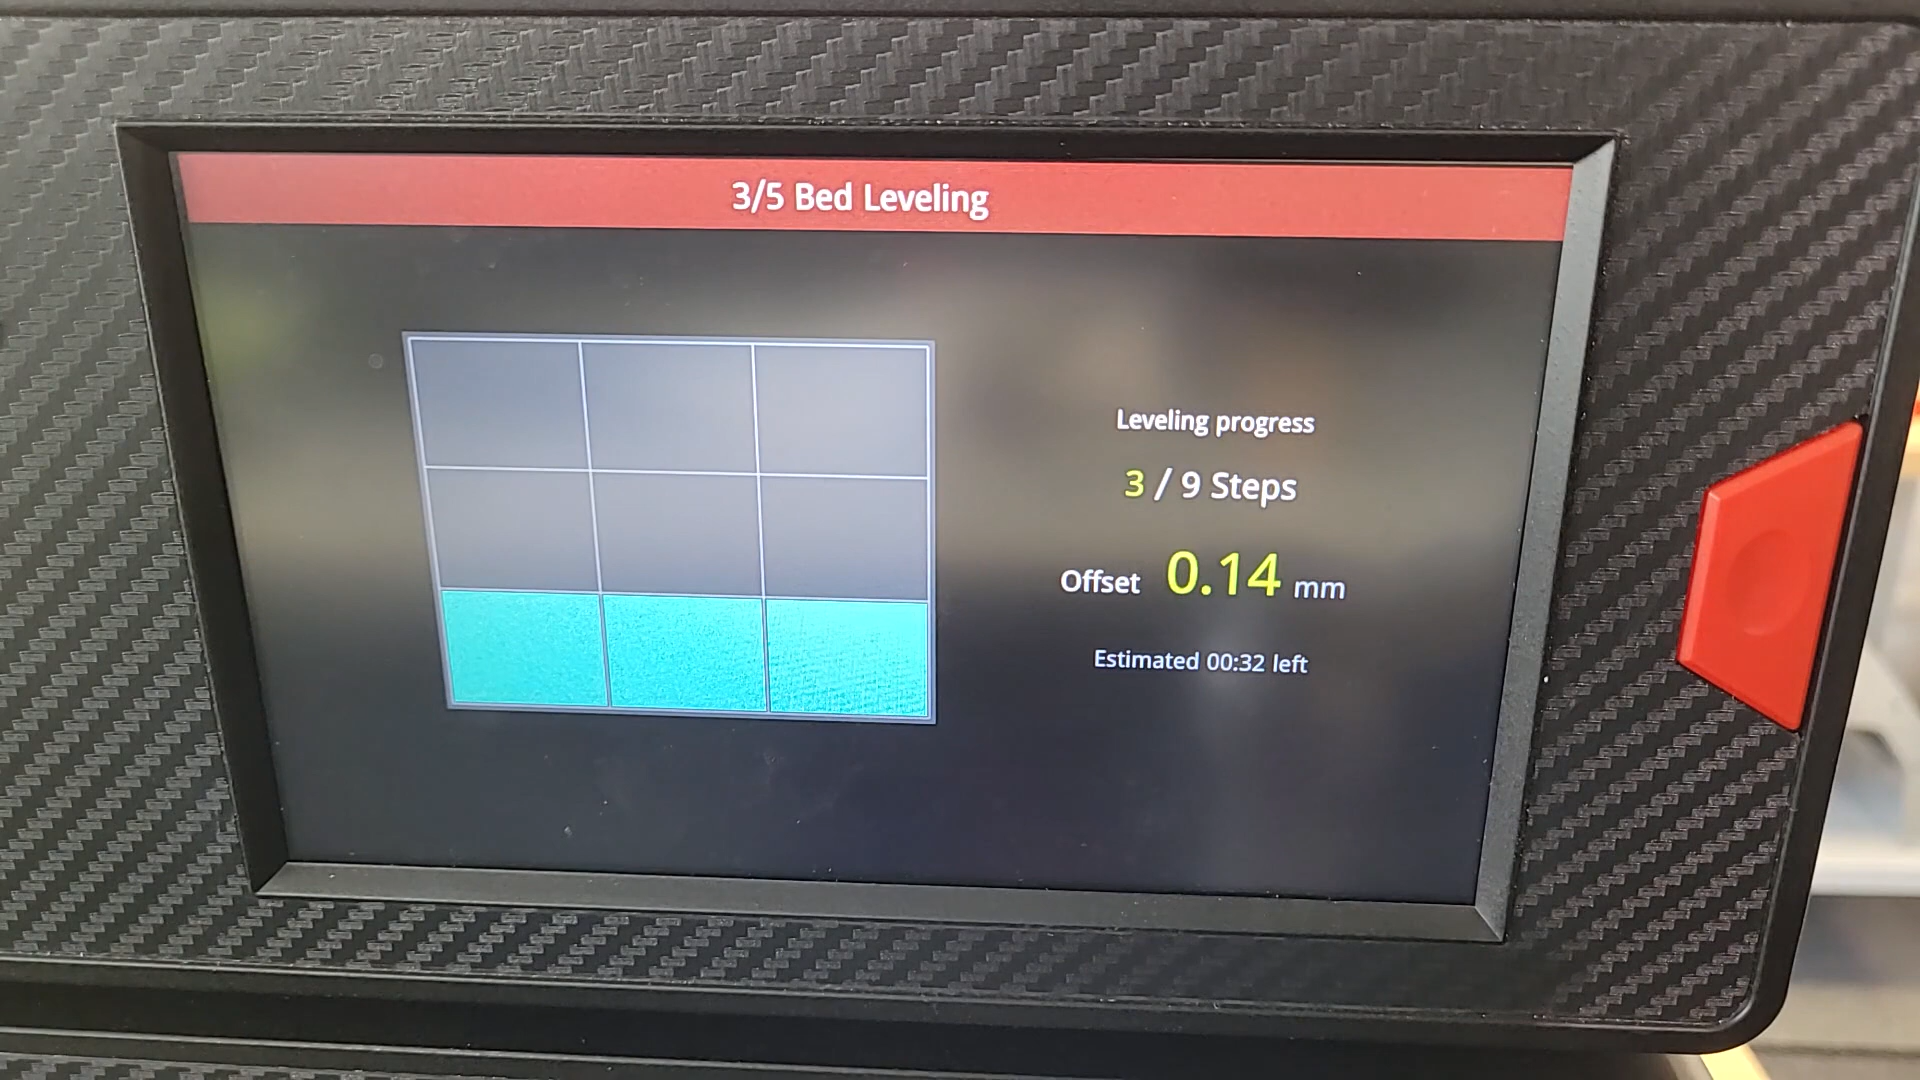 3/5 Bed Leveling
Leveling progress
3 / 9 Steps
Offset 0.14 mm
Estimated 00:32 left